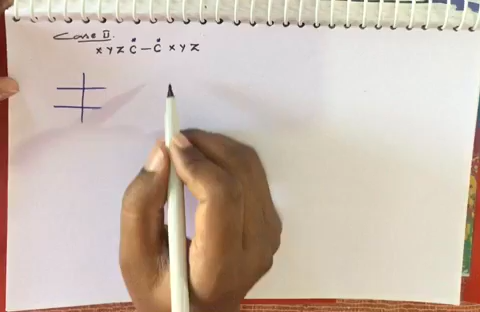 Case II.
x y z Ċ – Ċ x y z